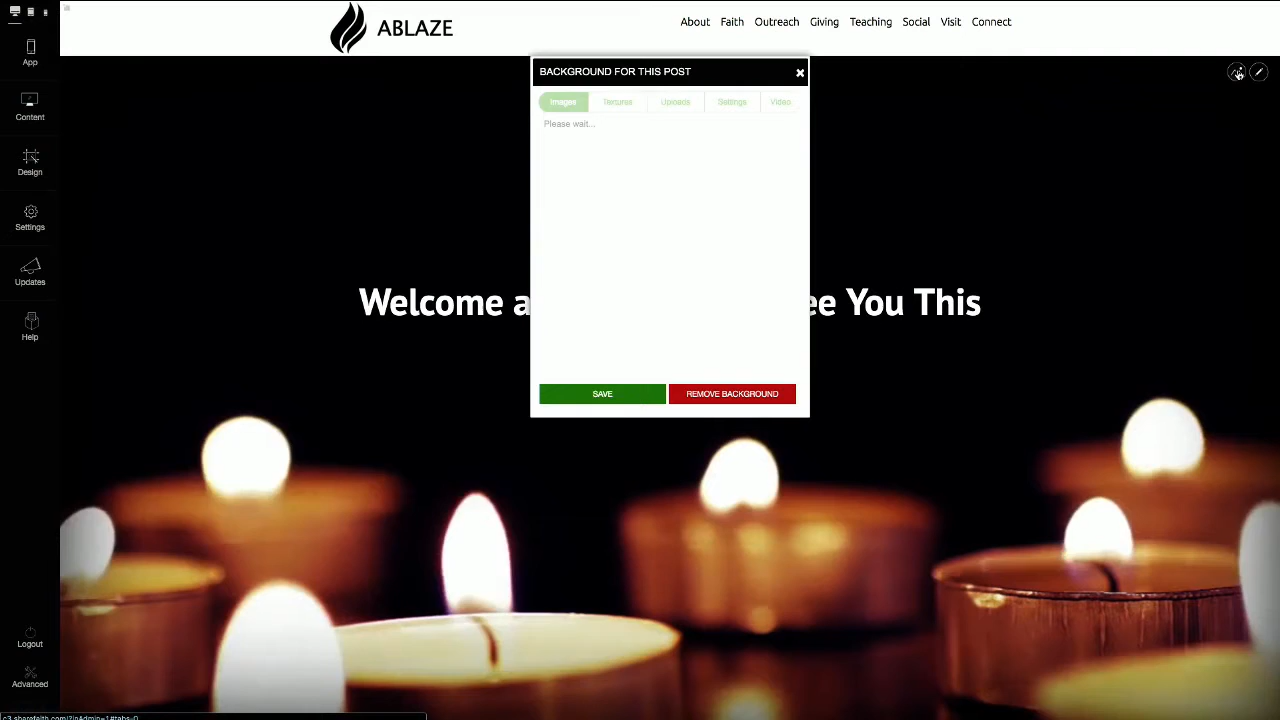 ABLAZE
About Faith Outreach Giving Teaching Social Visit Connect
App
Content
Design
Settings
Updates
Help
Logout
Advanced
BACKGROUND FOR THIS POST
Images Textures Uploads Settings Video
Please wait...
SAVE REMOVE BACKGROUND
Welcome a
ee You This